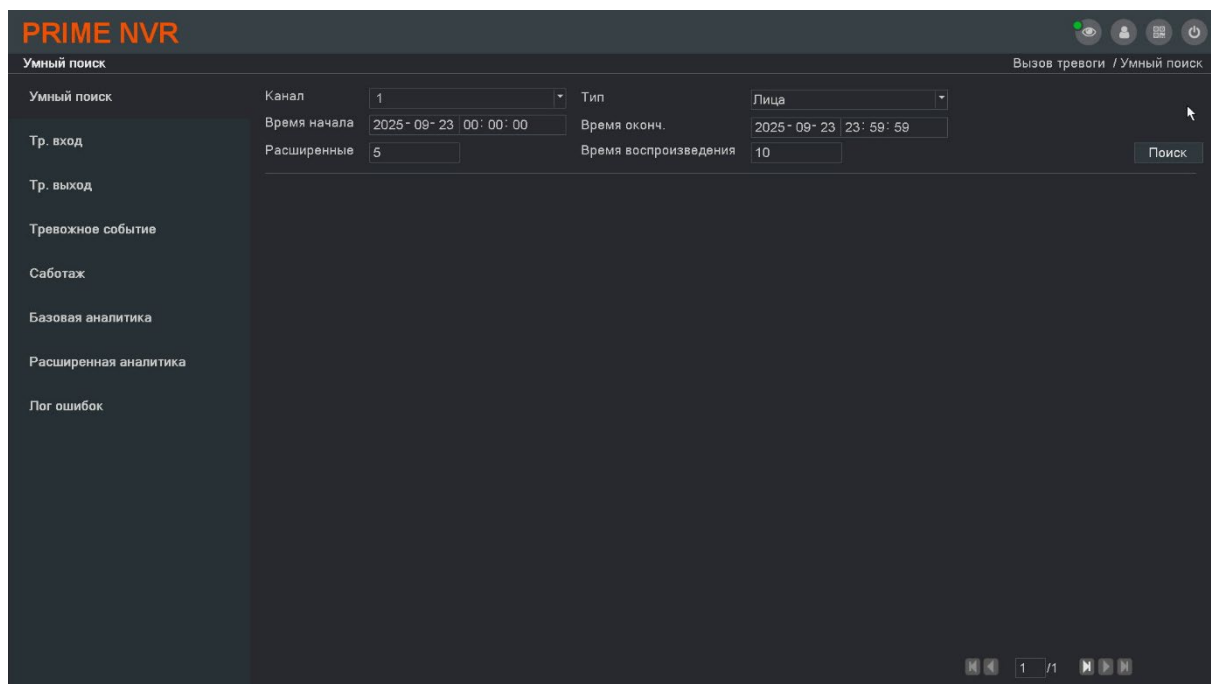 PRIME NVR
Умный поиск
Вызов тревоги / Умный поиск
Умный поиск
Тр. вход
Тр. выход
Тревожное событие
Саботаж
Базовая аналитика
Расширенная аналитика
Лог ошибок
Канал 1 Тип Лица
Время начала 2025-09-23 00:00:00 Время оконч. 2025-09-23 23:59:59
Расширенные 5 Время воспроизведения 10 Поиск
1 /1